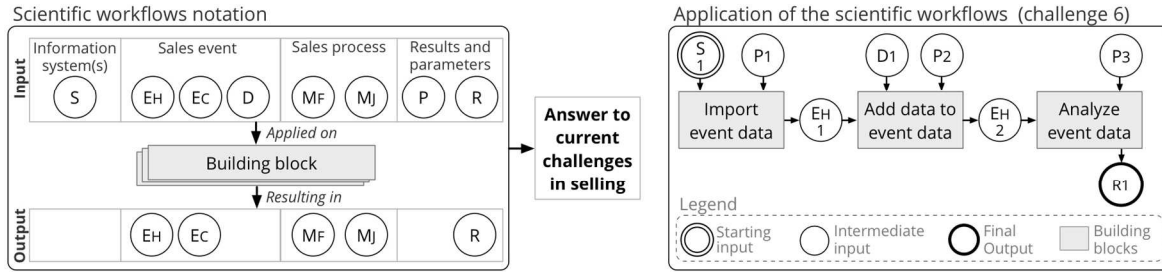 Scientific workflows notation
Input
Information
system(s)
Sales event
Sales process
Results and
parameters
S
EH
EC
D
MF
MJ
P
R
Applied on
Building block
Resulting in
Output
EH
EC
MF
MJ
R
Answer to
current
challenges
in selling
Application of the scientific workflows (challenge 6)
S
1
P1
D1
P2
P3
Import
event data
EH
1
Add data to
event data
EH
2
Analyze
event data
R1
Legend
Starting
input
Intermediate
input
Final
Output
Building
blocks